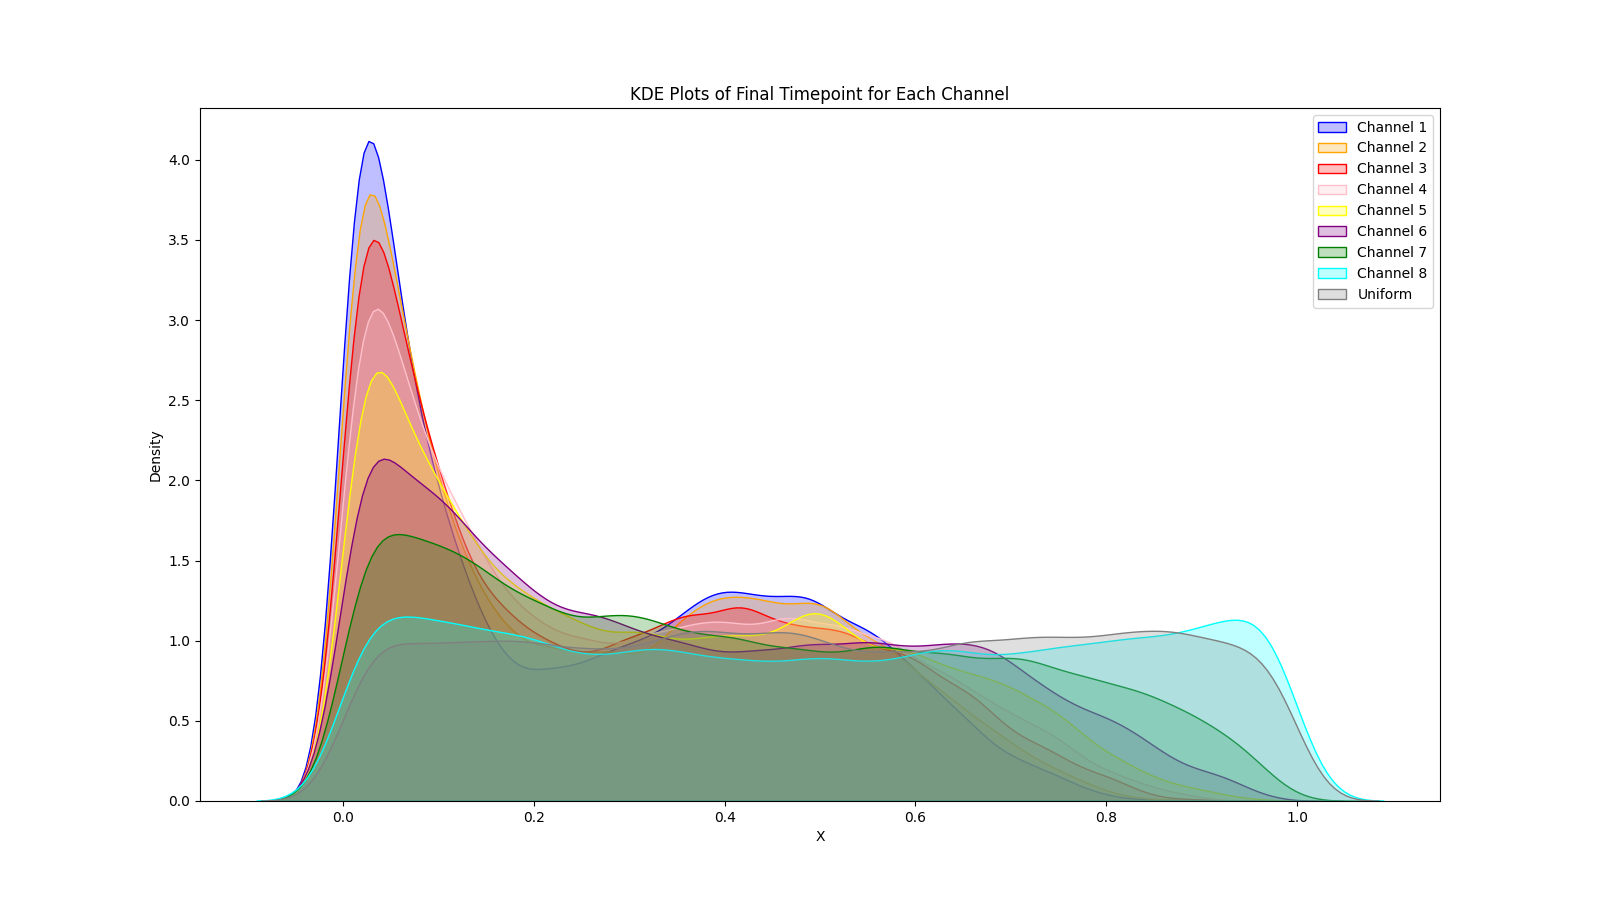 KDE Plots of Final Timepoint for Each Channel
Channel 1
Channel 2
Channel 3
Channel 4
Channel 5
Channel 6
Channel 7
Channel 8
Uniform
Density
4.0
3.5
3.0
2.5
2.0
1.5
1.0
0.5
0.0
0.0 0.2 0.4 0.6 0.8 1.0
X